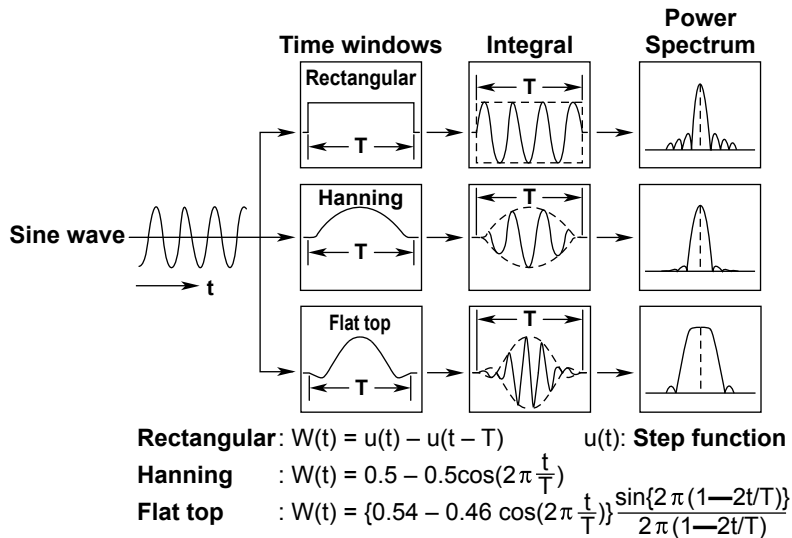 Power
Time windows Integral Spectrum
Rectangular
T
T
Hanning
T
T
Sine wave
t
Flat top
T
T
Rectangular : W(t) = u(t) – u(t – T) u(t): Step function
Hanning : W(t) = 0.5 – 0.5cos(2π t/T)
Flat top : W(t) = {0.54 – 0.46 cos(2π t/T)} sin{2π(1—2t/T)} / 2π(1—2t/T)